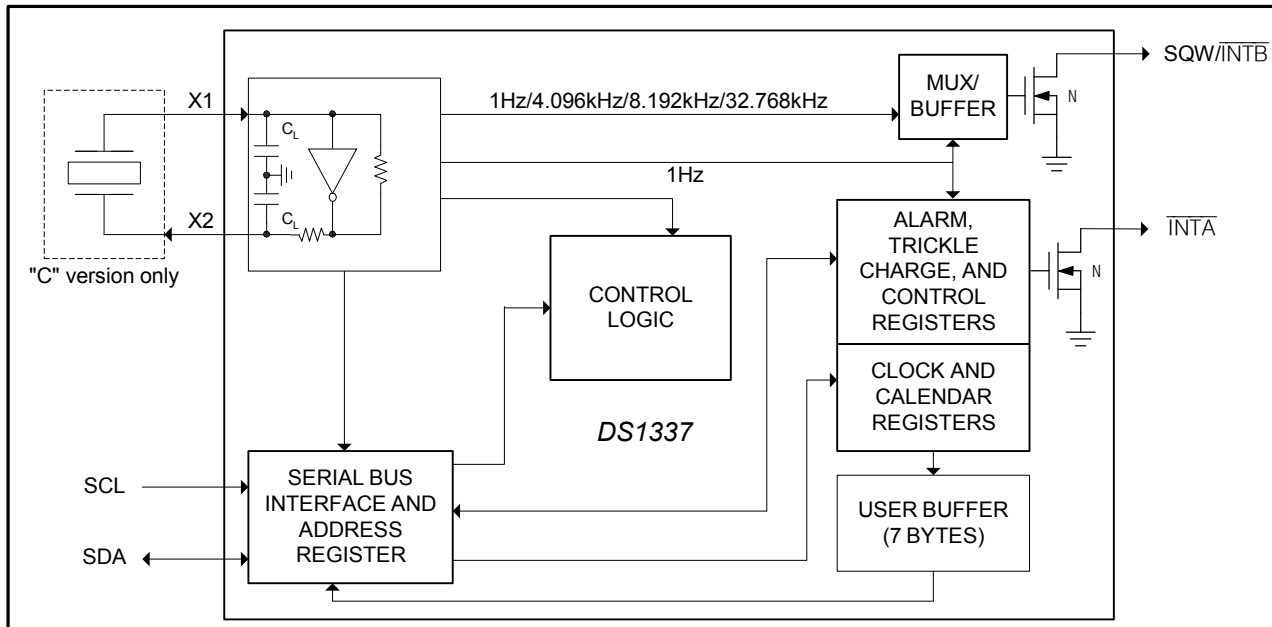 SQW/INTB
MUX/
BUFFER
N
1Hz/4.096kHz/8.192kHz/32.768kHz
X1
C_L
1Hz
X2
C_L
"C" version only
ALARM,
TRICKLE
CHARGE, AND
CONTROL
REGISTERS
INTA
N
CONTROL
LOGIC
CLOCK AND
CALENDAR
REGISTERS
DS1337
SERIAL BUS
INTERFACE AND
ADDRESS
REGISTER
SCL
SDA
USER BUFFER
(7 BYTES)